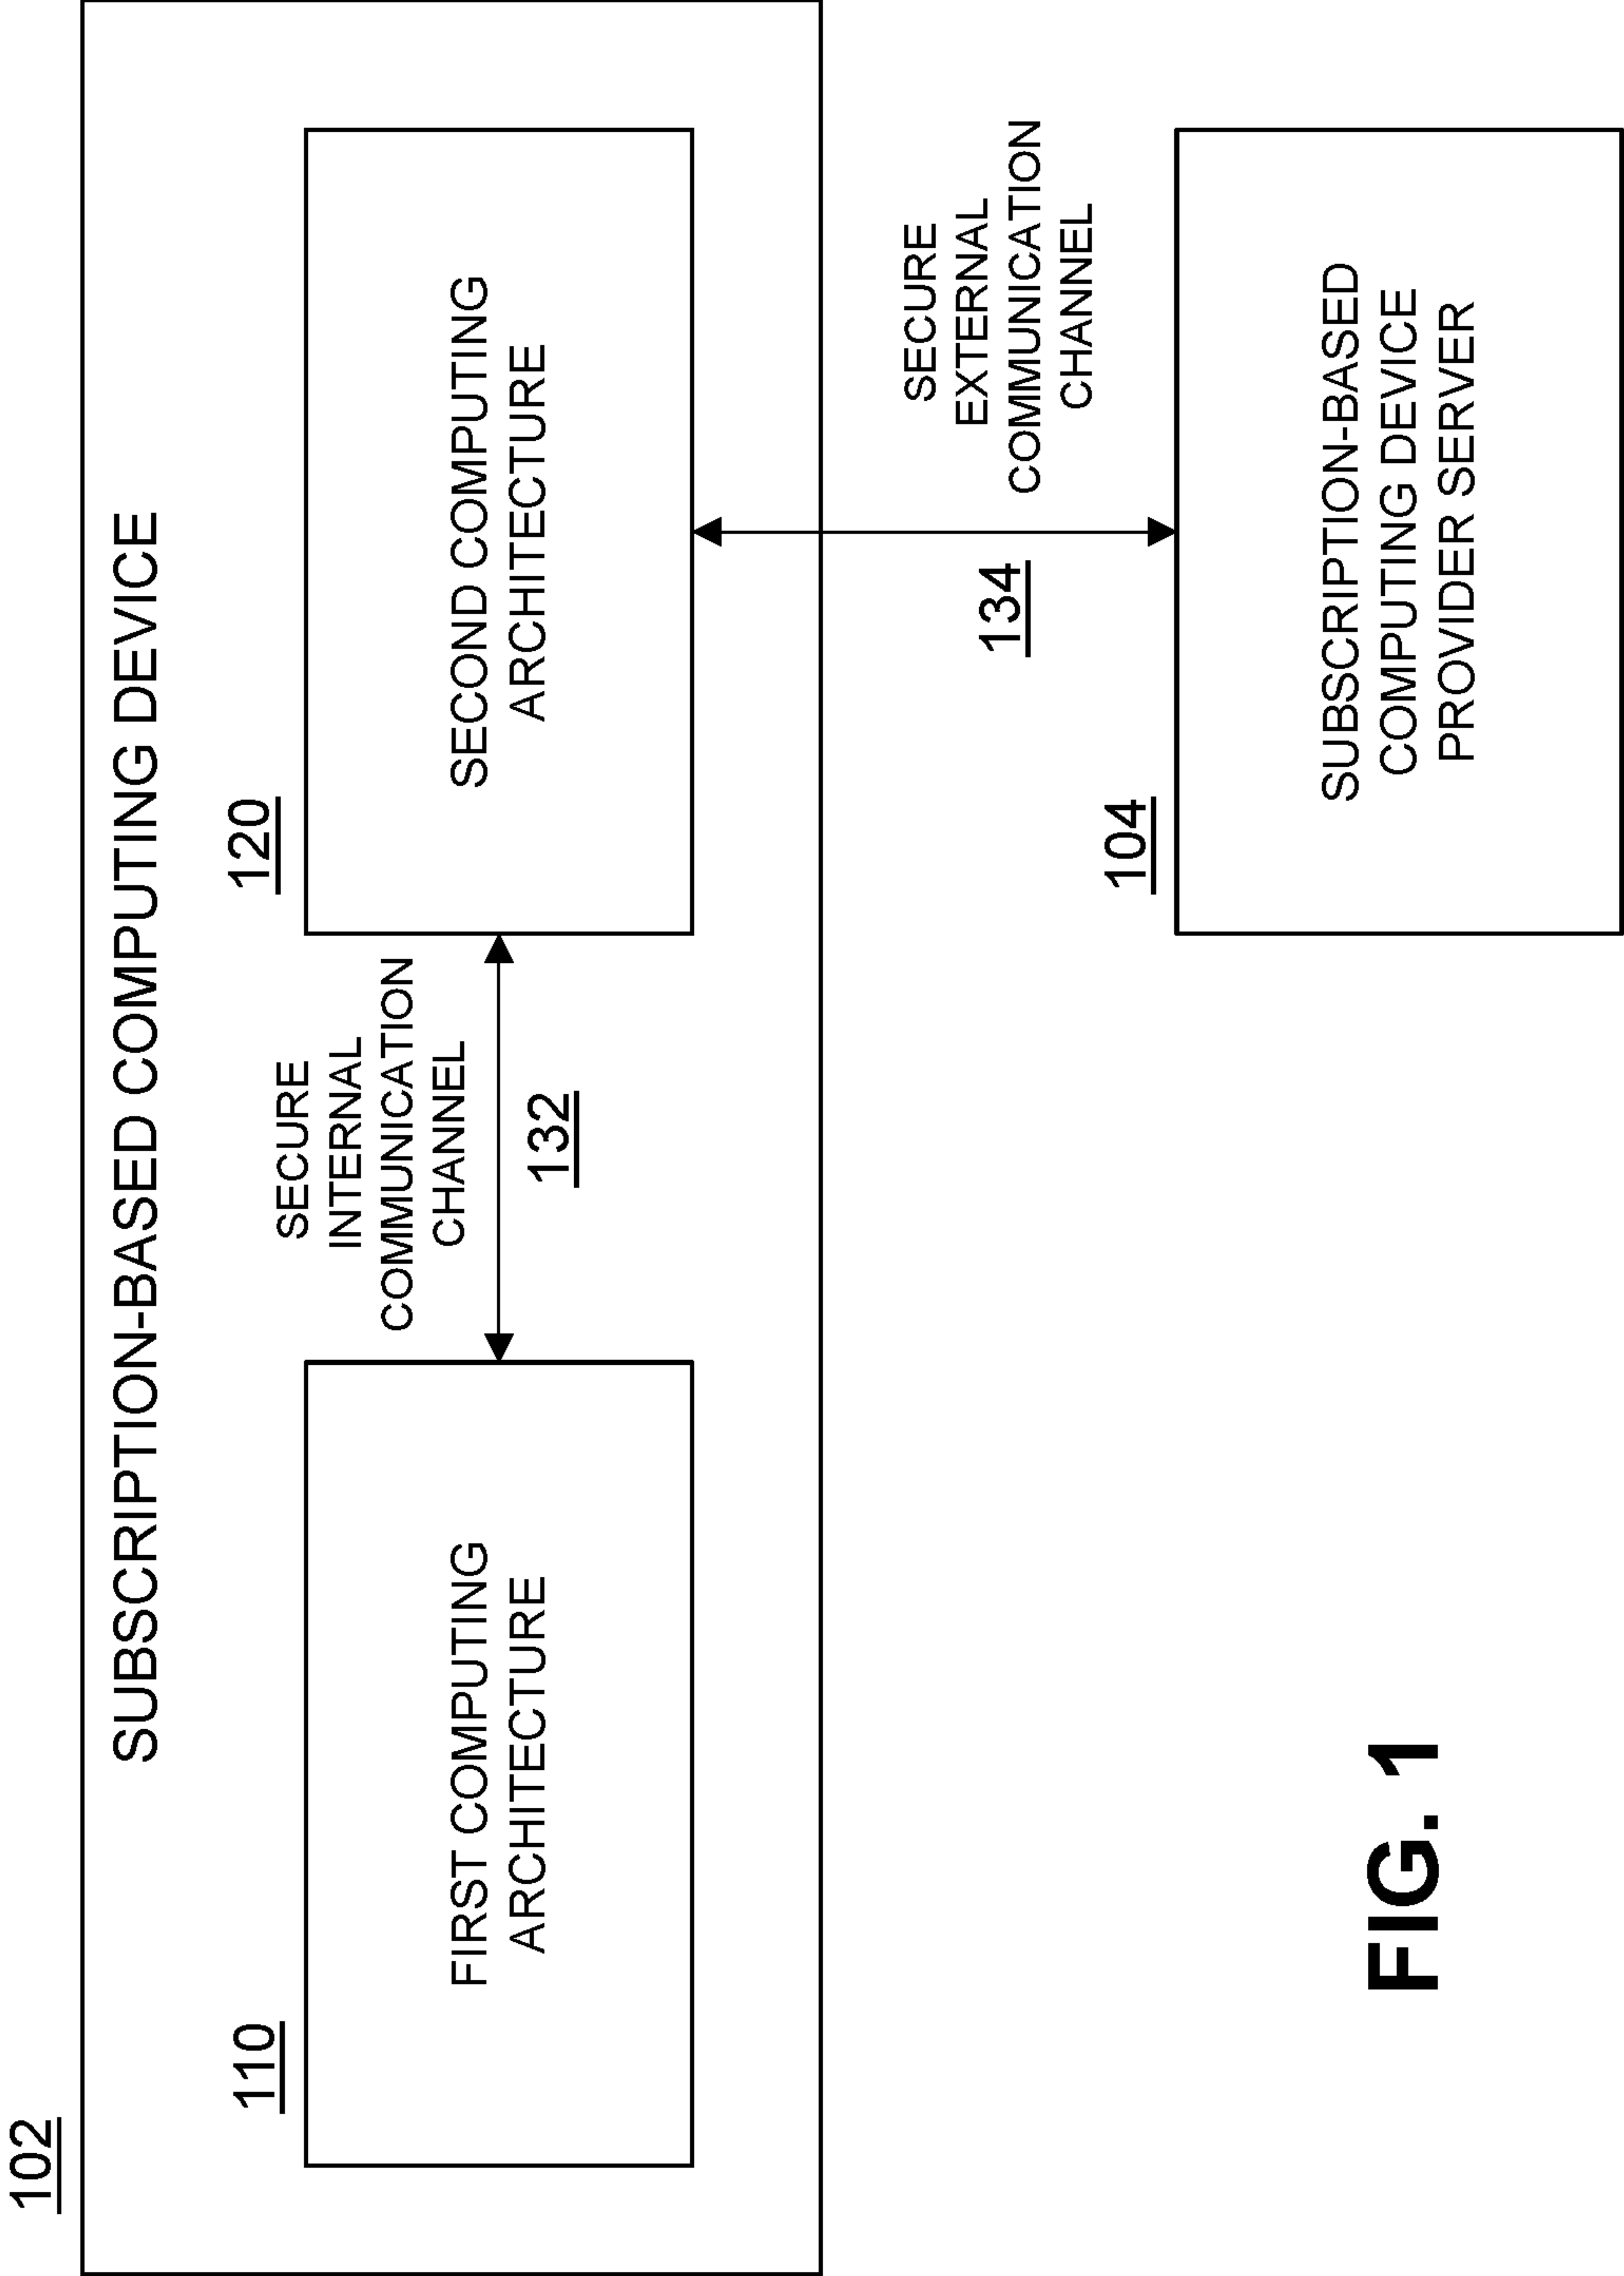 102
SUBSCRIPTION-BASED COMPUTING DEVICE
110
FIRST COMPUTING
ARCHITECTURE
SECURE
INTERNAL
COMMUNICATION
CHANNEL
132
120
SECOND COMPUTING
ARCHITECTURE
134
SECURE
EXTERNAL
COMMUNICATION
CHANNEL
104
SUBSCRIPTION-BASED
COMPUTING DEVICE
PROVIDER SERVER
FIG. 1